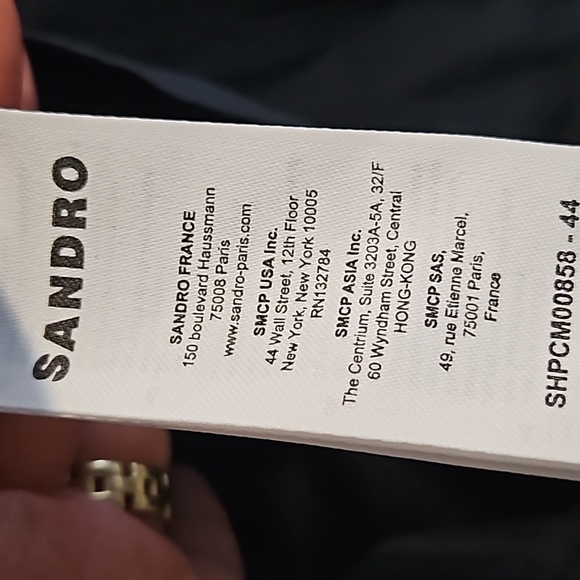 SANDRO
SANDRO FRANCE
150 boulevard Haussmann
75008 Paris
www.sandro-paris.com
SMCP USA Inc.
44 Wall Street, 12th Floor
New York, New York 10005
RN132784
SMCP ASIA Inc.
The Centrium, Suite 3203A-5A, 32/F
60 Wyndham Street, Central
HONG-KONG
SMCP SAS,
49, rue Etienne Marcel,
75001 Paris,
France
SHPCM00858 - 44